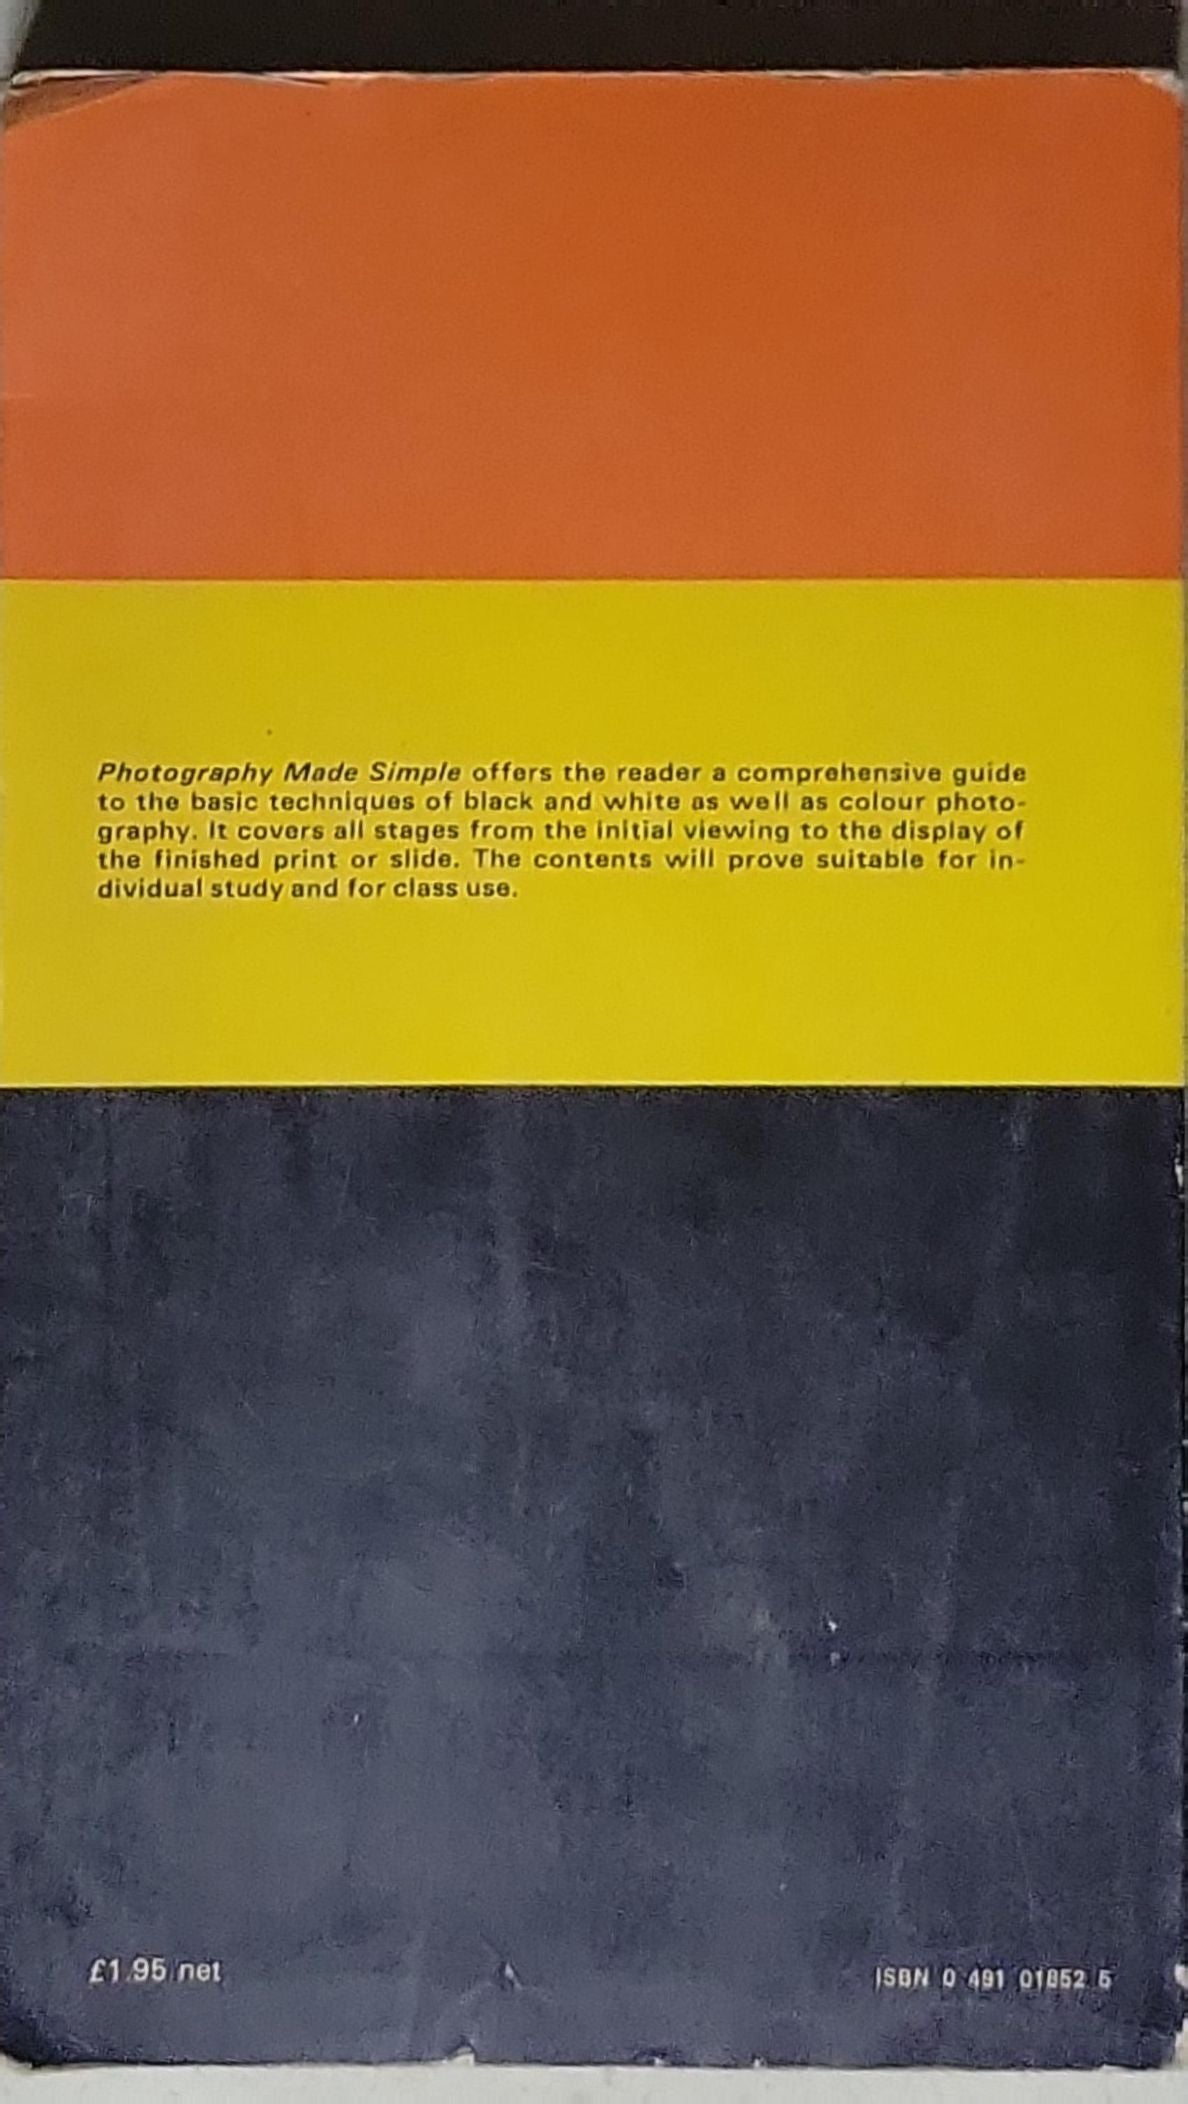 Photography Made Simple offers the reader a comprehensive guide
to the basic techniques of black and white as well as colour photo-
graphy. It covers all stages from the initial viewing to the display of
the finished print or slide. The contents will prove suitable for in-
dividual study and for class use.
£1.95 net
ISBN 0 491 01852 5